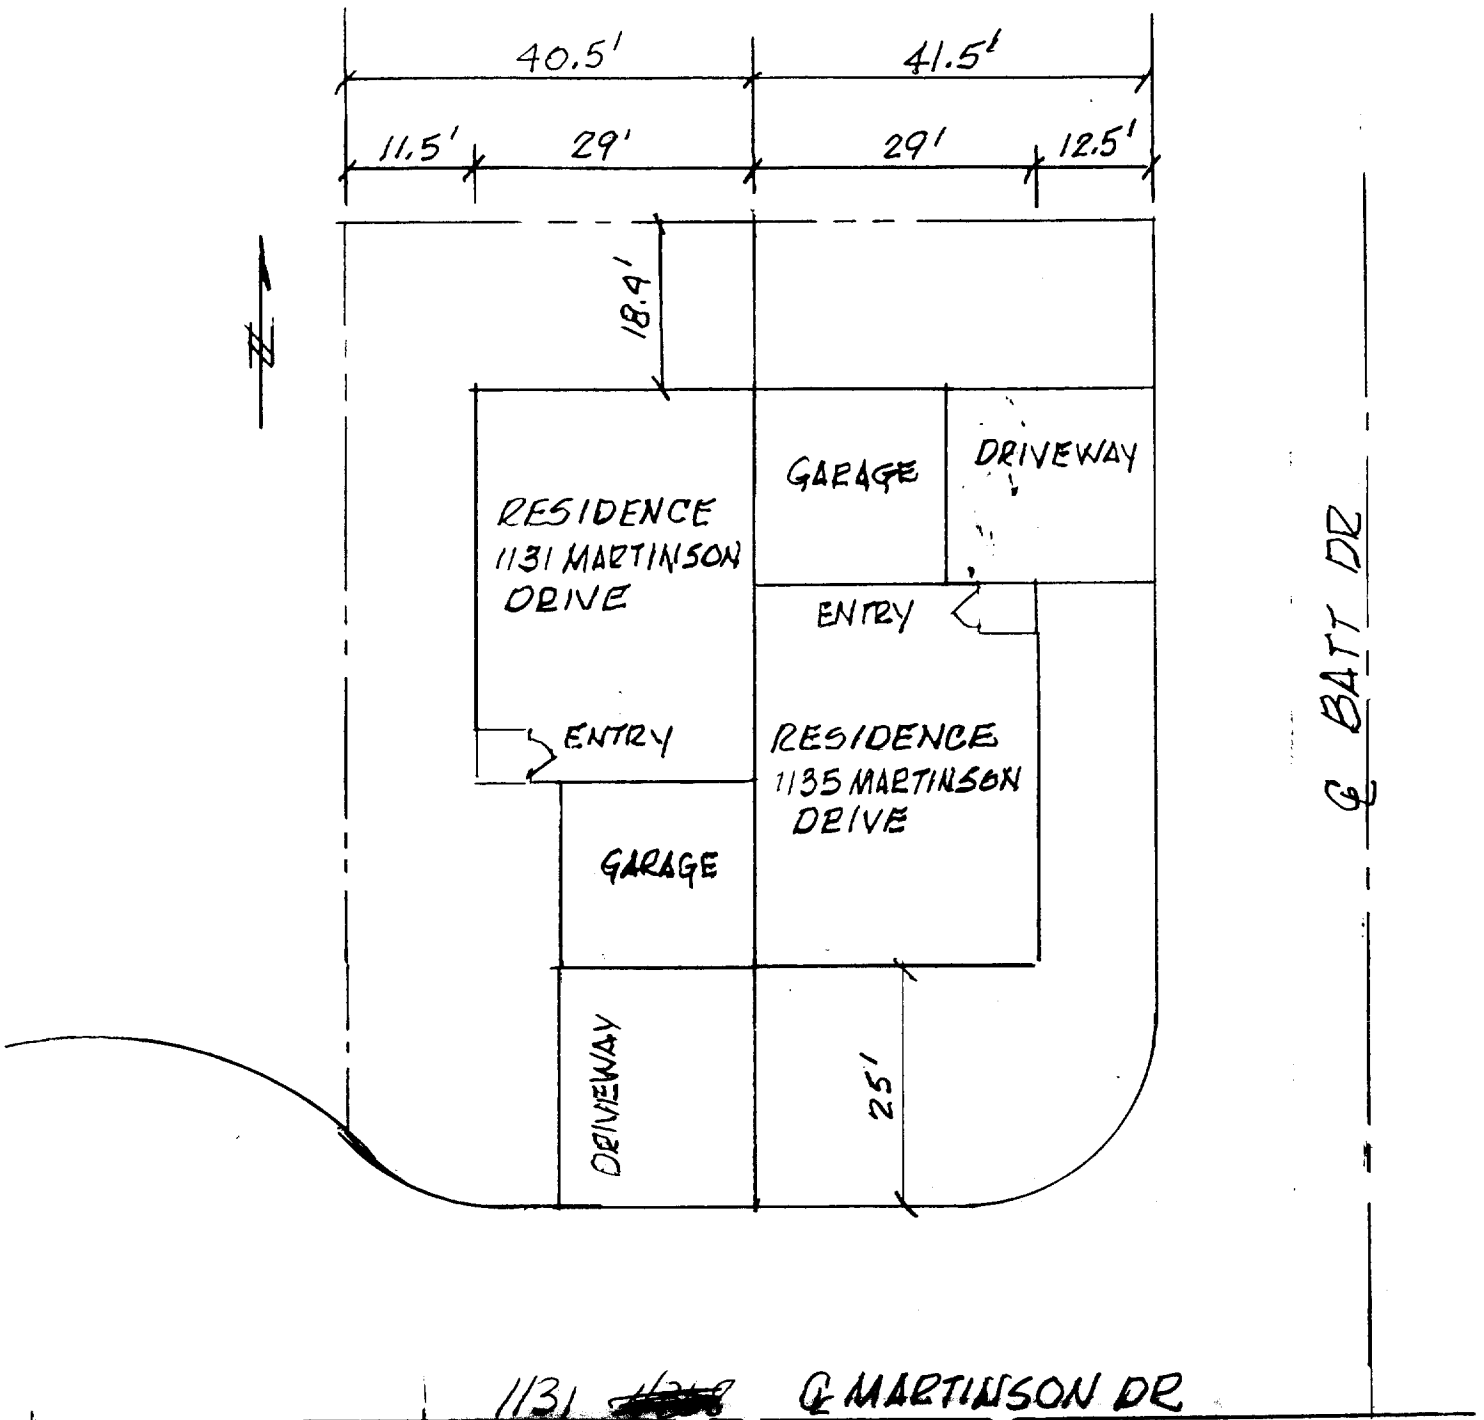 40.5' 41.5'
11.5' 29' 29' 12.5'
18.4'
N
GARAGE
DRIVEWAY
RESIDENCE
1131 MARTINSON
DRIVE
ENTRY
ENTRY
RESIDENCE
1135 MARTINSON
DRIVE
GARAGE
DRIVEWAY
25'
℄ BATT DR
1131 ℄ MARTINSON DR